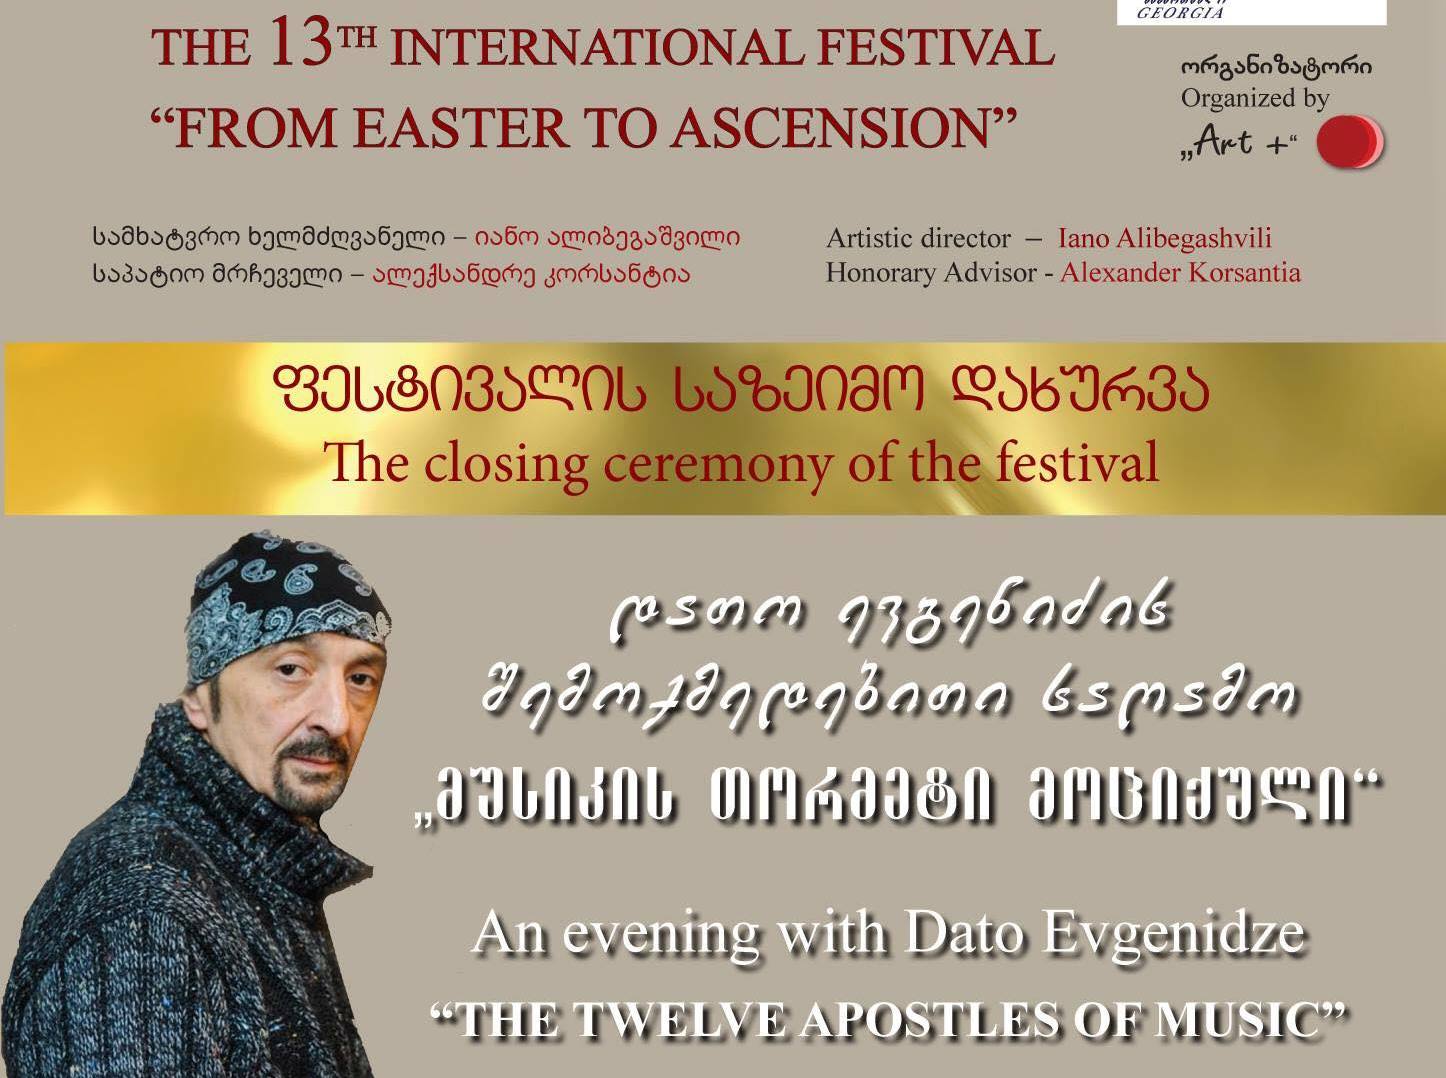 GEORGIA
THE 13TH INTERNATIONAL FESTIVAL
“FROM EASTER TO ASCENSION”
ორგანიზატორი
Organized by
„Art +“
სამხატვრო ხელმძღვანელი – იანო ალიბეგაშვილი
საპატიო მრჩეველი – ალექსანდრე კორსანტია
Artistic director – Iano Alibegashvili
Honorary Advisor - Alexander Korsantia
ფესტივალის საზეიმო დახურვა
The closing ceremony of the festival
დათო ევგენიძის
შემოქმედებითი საღამო
„მუსიკის თორმეტი მოციქული“
An evening with Dato Evgenidze
“THE TWELVE APOSTLES OF MUSIC”